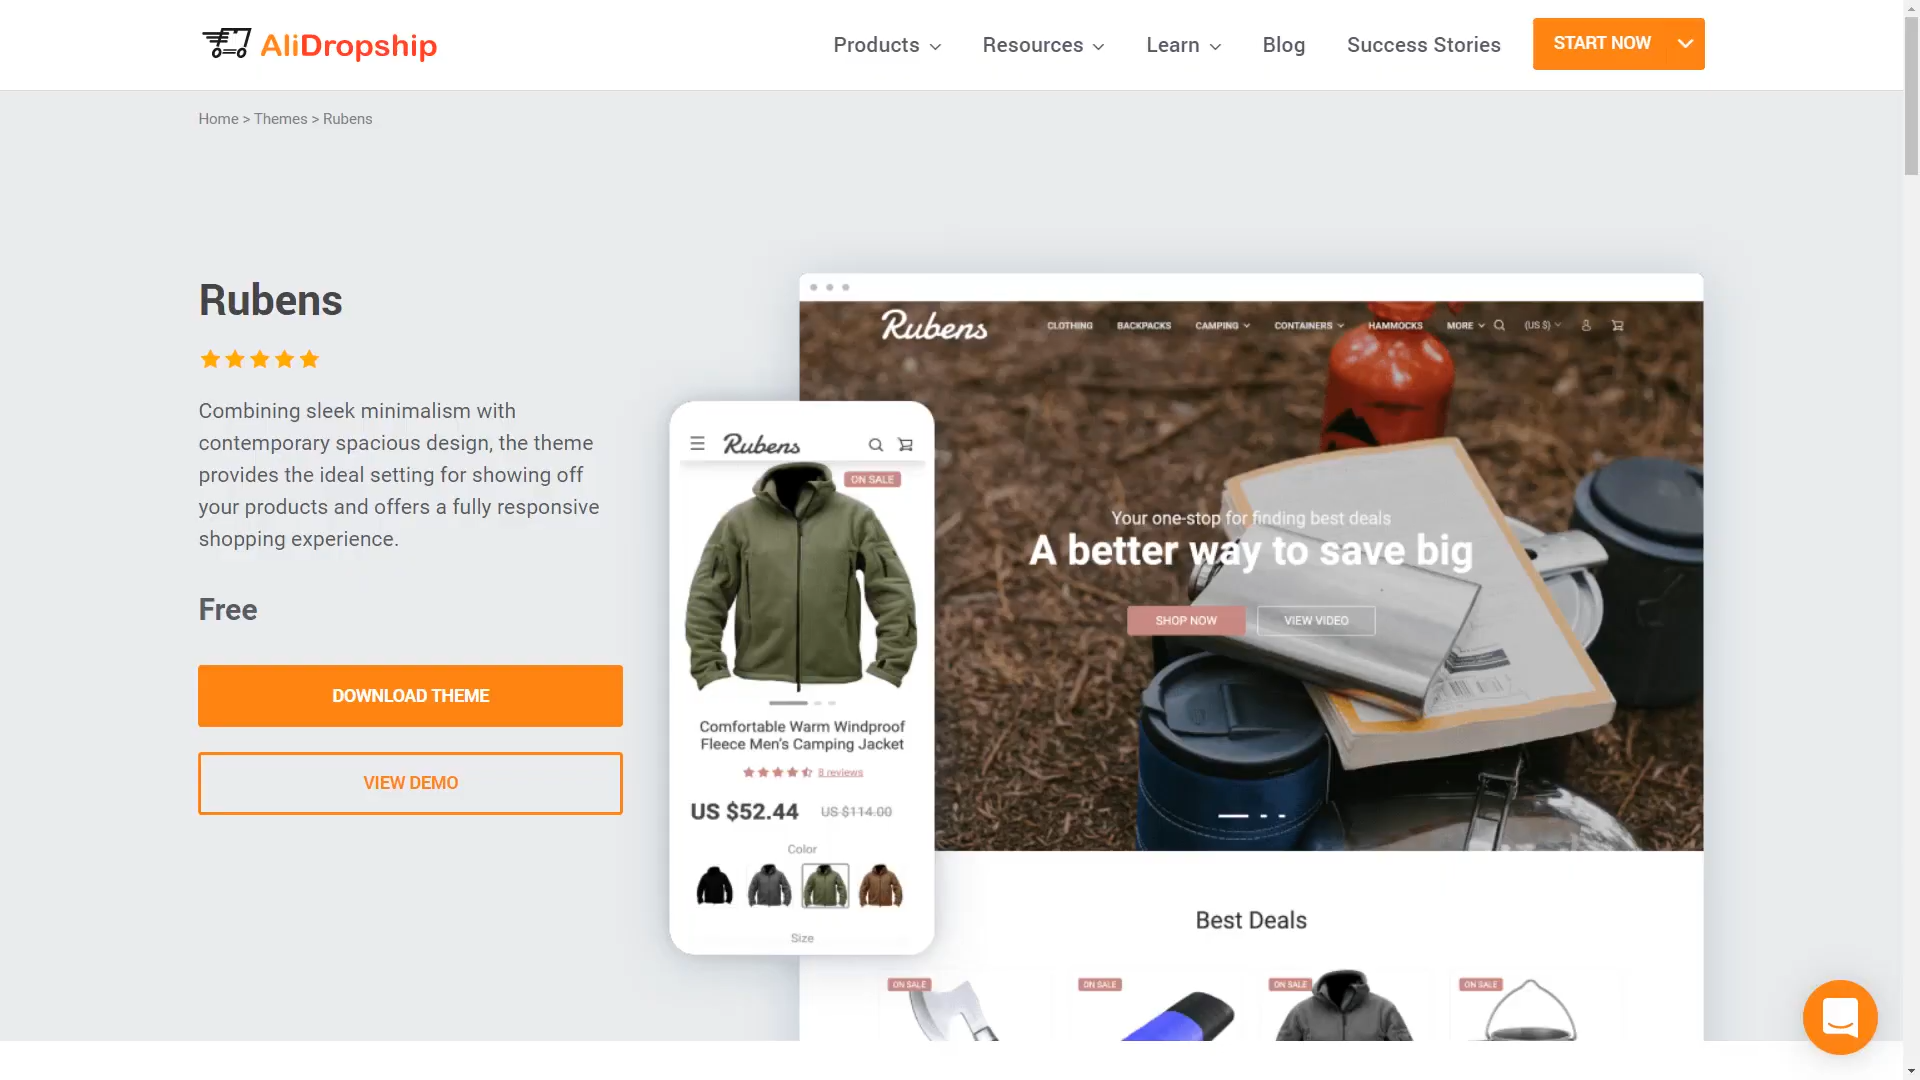 AliDropship
Products
Resources
Learn
Blog
Success Stories
START NOW
Home > Themes > Rubens
Rubens
Combining sleek minimalism with
contemporary spacious design, the theme
provides the ideal setting for showing off
your products and offers a fully responsive
shopping experience.
Free
DOWNLOAD THEME
VIEW DEMO
Rubens
ON SALE
Comfortable Warm Windproof
Fleece Men's Camping Jacket
8 reviews
US $52.44 US $114.00
Color
Size
Rubens
CLOTHING
BACKPACKS
CAMPING
CONTAINERS
HAMMOCKS
MORE
(US $)
Your one-stop for finding best deals
A better way to save big
SHOP NOW
VIEW VIDEO
Best Deals
ON SALE
ON SALE
ON SALE
ON SALE